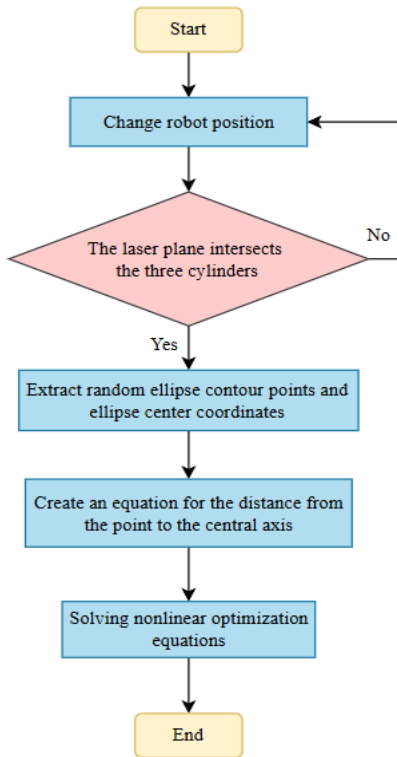 Start
Change robot position
The laser plane intersects
the three cylinders
No
Yes
Extract random ellipse contour points and
ellipse center coordinates
Create an equation for the distance from
the point to the central axis
Solving nonlinear optimization
equations
End